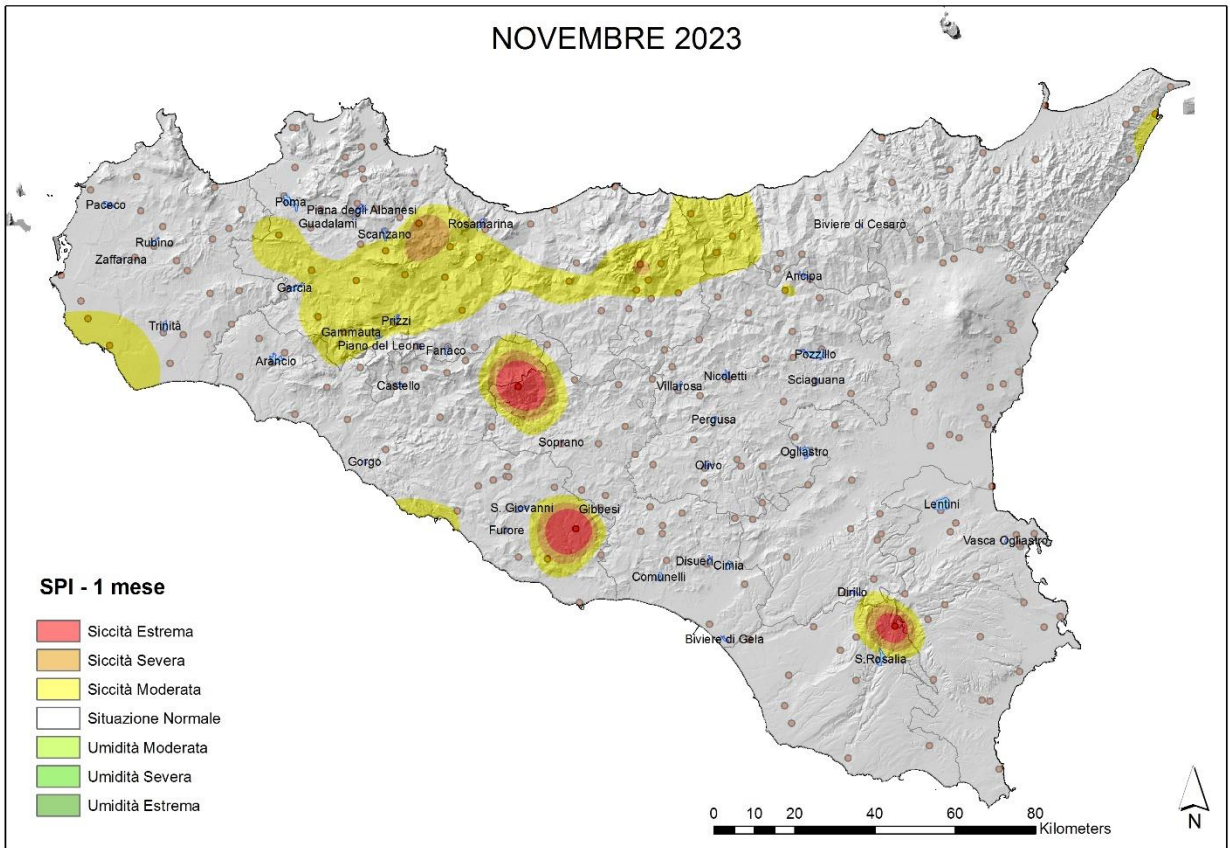 NOVEMBRE 2023
Paceco
Poma
Piana degli Albanesi
Guadalami
Rosamarina
Scanzano
Rubino
Zaffarana
Biviere di Cesarò
Ancipa
Garcia
Trinità
Prizzi
Gammauta
Piano del Leone
Fanaco
Arancio
Castello
Pozzillo
Nicoletti
Sciaguana
Villarosa
Pergusa
Soprano
Ogliastro
Gorgo
Olivo
S. Giovanni
Gibbesi
Lentini
Furore
Vasca Ogliastro
Disueri
Cimia
Comunelli
Dirillo
Biviere di Gela
S.Rosalia
SPI - 1 mese
Siccità Estrema
Siccità Severa
Siccità Moderata
Situazione Normale
Umidità Moderata
Umidità Severa
Umidità Estrema
0 10 20 40 60 80
Kilometers
N